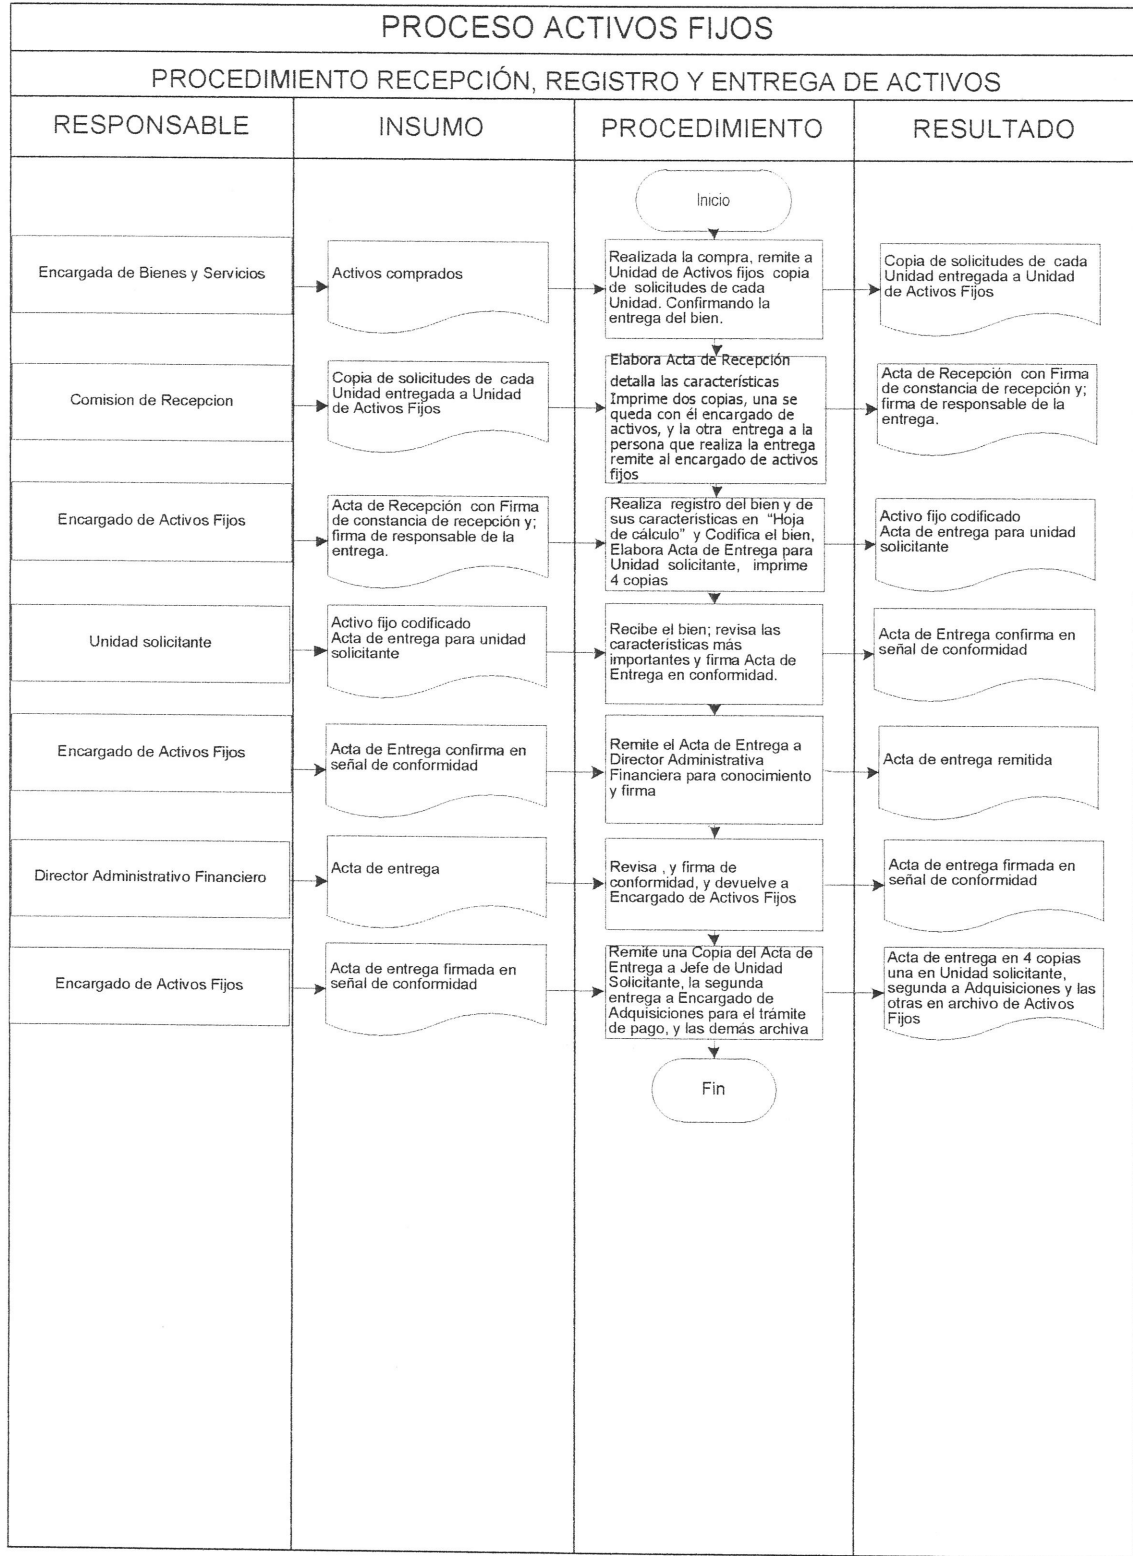 PROCESO ACTIVOS FIJOS
PROCEDIMIENTO RECEPCIÓN, REGISTRO Y ENTREGA DE ACTIVOS
RESPONSABLE
INSUMO
PROCEDIMIENTO
RESULTADO
Inicio
Encargada de Bienes y Servicios
Activos comprados
Realizada la compra, remite a
Unidad de Activos fijos copia
de solicitudes de cada
Unidad. Confirmando la
entrega del bien.
Copia de solicitudes de cada
Unidad entregada a Unidad
de Activos Fijos
Comision de Recepcion
Copia de solicitudes de cada
Unidad entregada a Unidad
de Activos Fijos
Elabora Acta de Recepción
detalla las características
Imprime dos copias, una se
queda con él encargado de
activos, y la otra entrega a la
persona que realiza la entrega
remite al encargado de activos
fijos
Acta de Recepción con Firma
de constancia de recepción y;
firma de responsable de la
entrega.
Encargado de Activos Fijos
Acta de Recepción con Firma
de constancia de recepción y;
firma de responsable de la
entrega.
Realiza registro del bien y de
sus características en "Hoja
de cálculo" y Codifica el bien,
Elabora Acta de Entrega para
Unidad solicitante, imprime
4 copias
Activo fijo codificado
Acta de entrega para unidad
solicitante
Unidad solicitante
Activo fijo codificado
Acta de entrega para unidad
solicitante
Recibe el bien; revisa las
características más
importantes y firma Acta de
Entrega en conformidad.
Acta de Entrega confirma en
señal de conformidad
Encargado de Activos Fijos
Acta de Entrega confirma en
señal de conformidad
Remite el Acta de Entrega a
Director Administrativa
Financiera para conocimiento
y firma
Acta de entrega remitida
Director Administrativo Financiero
Acta de entrega
Revisa , y firma de
conformidad, y devuelve a
Encargado de Activos Fijos
Acta de entrega firmada en
señal de conformidad
Encargado de Activos Fijos
Acta de entrega firmada en
señal de conformidad
Remite una Copia del Acta de
Entrega a Jefe de Unidad
Solicitante, la segunda
entrega a Encargado de
Adquisiciones para el trámite
de pago, y las demás archiva
Acta de entrega en 4 copias
una en Unidad solicitante,
segunda a Adquisiciones y las
otras en archivo de Activos
Fijos
Fin